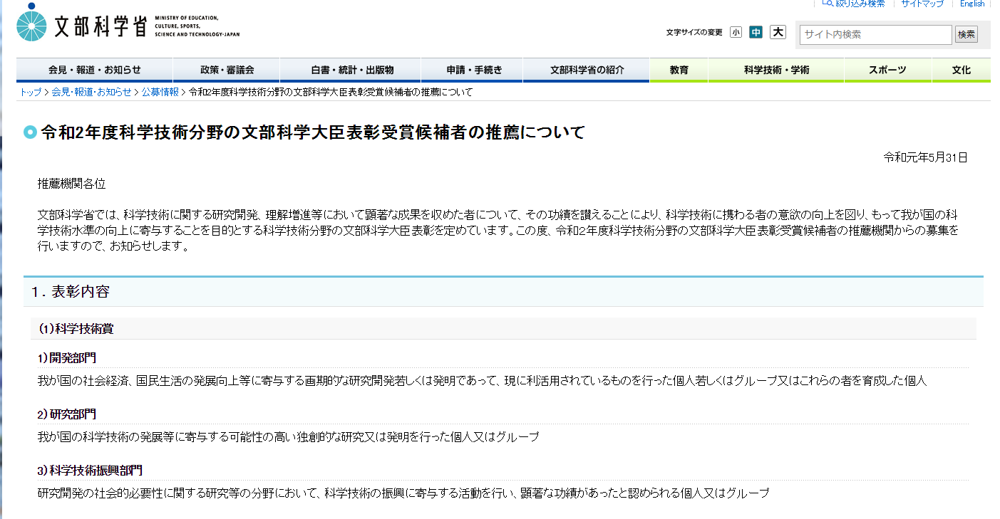 絞り込み検索 サイトマップ English
文部科学省 MINISTRY OF EDUCATION,
CULTURE, SPORTS,
SCIENCE AND TECHNOLOGY-JAPAN
文字サイズの変更 小 中 大 サイト内検索 検索
会見・報道・お知らせ 政策・審議会 白書・統計・出版物 申請・手続き 文部科学省の紹介 教育 科学技術・学術 スポーツ 文化
トップ > 会見・報道・お知らせ > 公募情報 > 令和2年度科学技術分野の文部科学大臣表彰受賞候補者の推薦について
令和2年度科学技術分野の文部科学大臣表彰受賞候補者の推薦について
令和元年5月31日
推薦機関各位
文部科学省では、科学技術に関する研究開発、理解増進等において顕著な成果を収めた者について、その功績を讃えることにより、科学技術に携わる者の意欲の向上を図り、もって我が国の科
学技術水準の向上に寄与することを目的とする科学技術分野の文部科学大臣表彰を定めています。この度、令和2年度科学技術分野の文部科学大臣表彰受賞候補者の推薦機関からの募集を
行いますので、お知らせします。
1．表彰内容
(1)科学技術賞
1)開発部門
我が国の社会経済、国民生活の発展向上等に寄与する画期的な研究開発若しくは発明であって、現に利活用されているものを行った個人若しくはグループ又はこれらの者を育成した個人
2)研究部門
我が国の科学技術の発展等に寄与する可能性の高い独創的な研究又は発明を行った個人又はグループ
3)科学技術振興部門
研究開発の社会的必要性に関する研究等の分野において、科学技術の振興に寄与する活動を行い、顕著な功績があったと認められる個人又はグループ